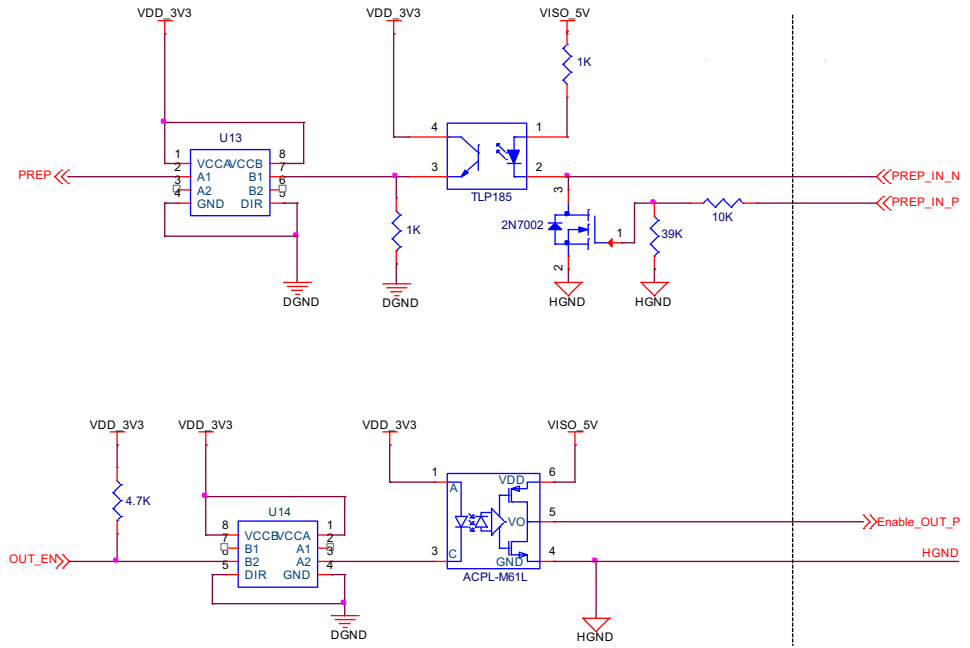 VDD_3V3 VDD_3V3 VISO_5V
1K
U13
4 1
1 VCCA VCCB 8
PREP 2 A1 B1 7 3 2 PREP_IN_N
3 A2 B2 6
4 GND DIR 5
TLP185
3
PREP_IN_P
10K
2N7002
1K
1
39K
2
DGND DGND HGND HGND
VDD_3V3 VDD_3V3 VDD_3V3 VISO_5V
1 6
A VDD
4.7K
U14
8 VCCB VCCA 1
7 B1 A1 2
VO 5 Enable_OUT_P
OUT_EN 6 B2 A2 3 3 C GND 4 HGND
5 DIR GND 4
ACPL-M61L
DGND HGND